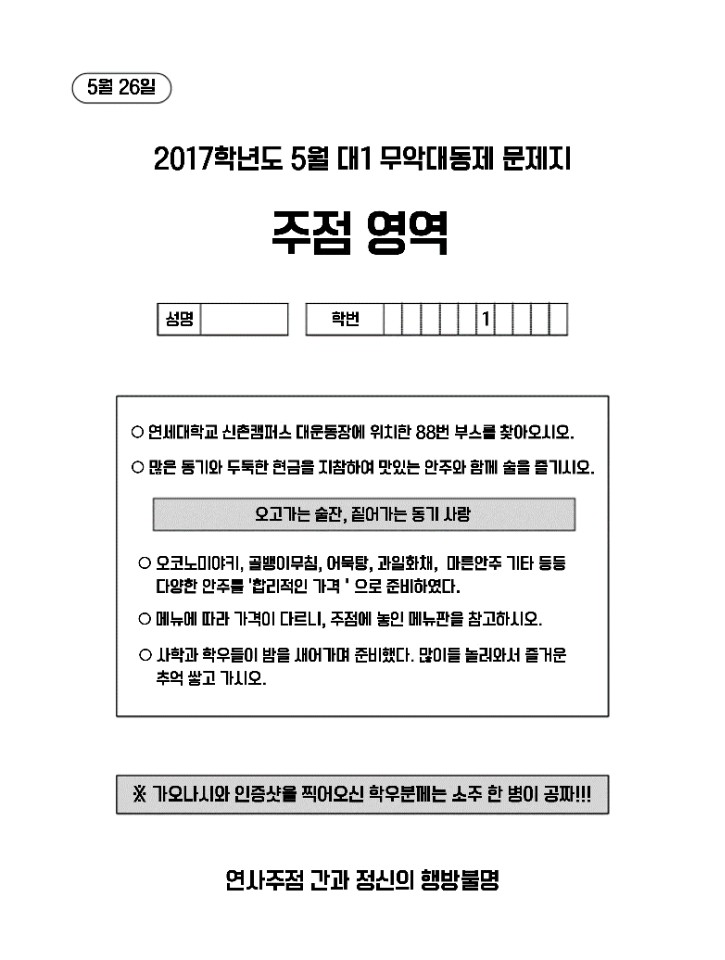 5월 26일
2017학년도 5월 대1 무악대동제 문제지
주점 영역
성명
학번 1
○ 연세대학교 신촌캠퍼스 대운동장에 위치한 88번 부스를 찾아오시오.
○ 많은 동기와 두둑한 현금을 지참하여 맛있는 안주와 함께 술을 즐기시오.
오고가는 술잔, 짙어가는 동기 사랑
○ 오코노미야키, 골뱅이무침, 어묵탕, 과일화채, 마른안주 기타 등등
다양한 안주를 '합리적인 가격 ' 으로 준비하였다.
○ 메뉴에 따라 가격이 다르니, 주점에 놓인 메뉴판을 참고하시오.
○ 사학과 학우들이 밤을 새어가며 준비했다. 많이들 놀러와서 즐거운
추억 쌓고 가시오.
※ 가오나시와 인증샷을 찍어오신 학우분께는 소주 한 병이 공짜!!!
연사주점 간과 정신의 행방불명